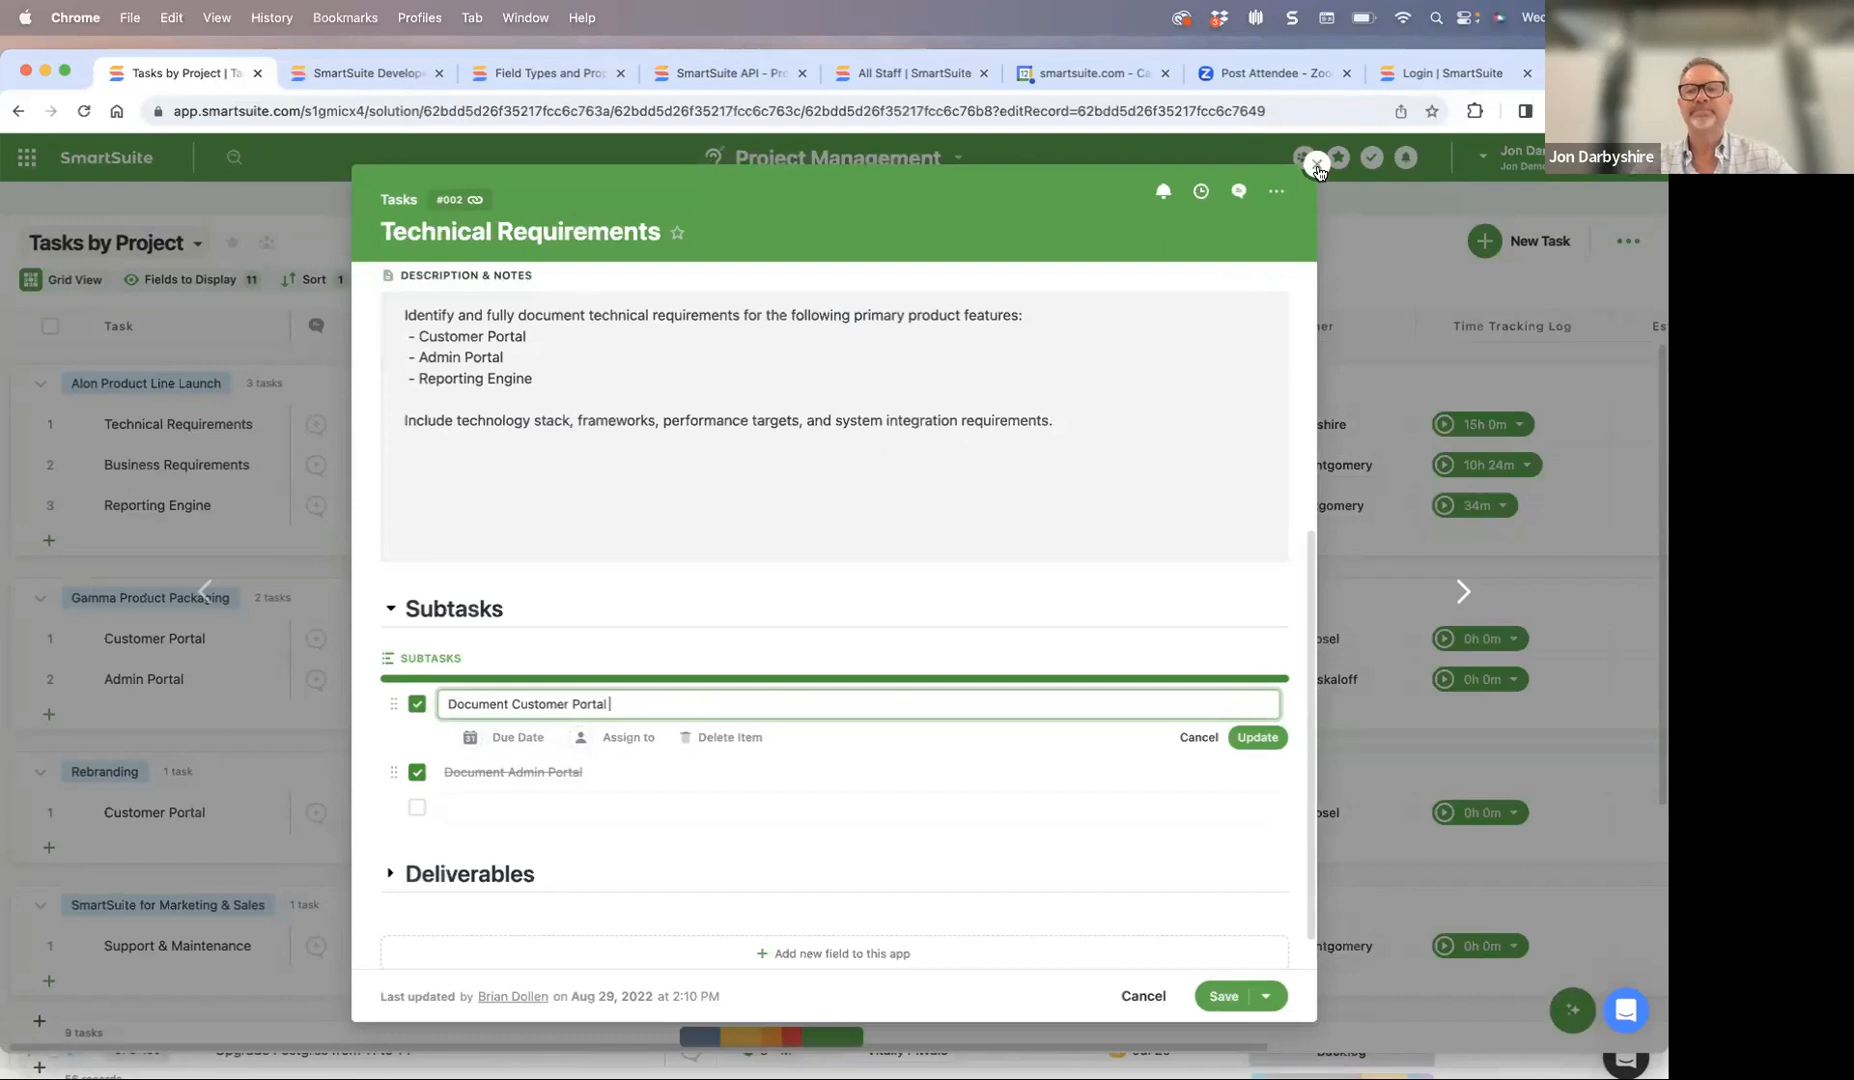 Chrome File Edit View History Bookmarks Profiles Tab Window Help
3
Tasks by Project | Ta
SmartSuite Develop
Field Types and Prop
SmartSuite API - Pro
All Staff | SmartSuite
smartsuite.com - Ca
Post Attendee - Zoo
Login | SmartSuite
app.smartsuite.com/s1gmicx4/solution/62bdd5d26f35217fcc6c763a/62bdd5d26f35217fcc6c763c/62bdd5d26f35217fcc6c76b8?editRecord=62bdd5d26f35217fcc6c7649
Jon Darbyshire
SmartSuite
Project Management
Jon Dar
Jon Demo
Tasks #002
Technical Requirements
Tasks by Project
New Task
Grid View Fields to Display 11 Sort 1
DESCRIPTION & NOTES
Task
Time Tracking Log
Identify and fully document technical requirements for the following primary product features:
- Customer Portal
- Admin Portal
- Reporting Engine
Include technology stack, frameworks, performance targets, and system integration requirements.
Alon Product Line Launch 3 tasks
1 Technical Requirements shire 15h 0m
2 Business Requirements ntgomery 10h 24m
3 Reporting Engine tgomery 34m
Gamma Product Packaging 2 tasks
1 Customer Portal osel 0h 0m
2 Admin Portal skaloff 0h 0m
Subtasks
SUBTASKS
Document Customer Portal
31 Due Date Assign to Delete Item Cancel Update
Document Admin Portal
Rebranding 1 task
1 Customer Portal osel 0h 0m
Deliverables
SmartSuite for Marketing & Sales 1 task
1 Support & Maintenance ntgomery 0h 0m
Add new field to this app
Last updated by Brian Dollen on Aug 29, 2022 at 2:10 PM
Cancel Save
9 tasks